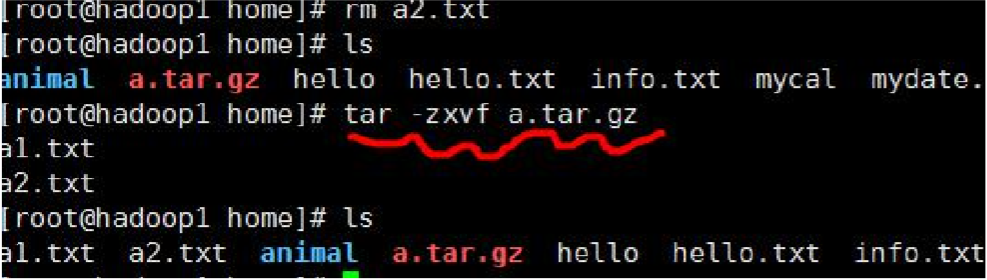 [root@hadoop1 home]# rm a2.txt
[root@hadoop1 home]# ls
animal  a.tar.gz  hello  hello.txt  info.txt  mycal  mydate.
[root@hadoop1 home]# tar -zxvf a.tar.gz
a1.txt
a2.txt
[root@hadoop1 home]# ls
a1.txt  a2.txt  animal  a.tar.gz  hello  hello.txt  info.txt